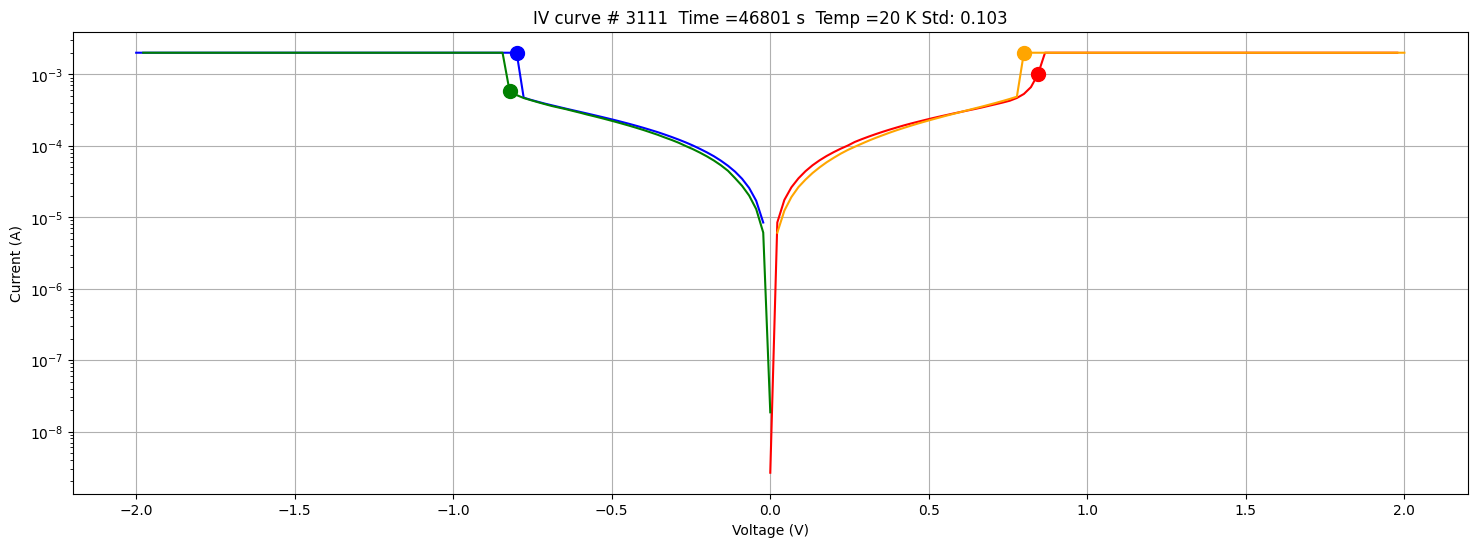 IV curve # 3111  Time =46801 s  Temp =20 K Std: 0.103
Current (A)
10⁻³
10⁻⁴
10⁻⁵
10⁻⁶
10⁻⁷
10⁻⁸
−2.0 −1.5 −1.0 −0.5 0.0 0.5 1.0 1.5 2.0
Voltage (V)